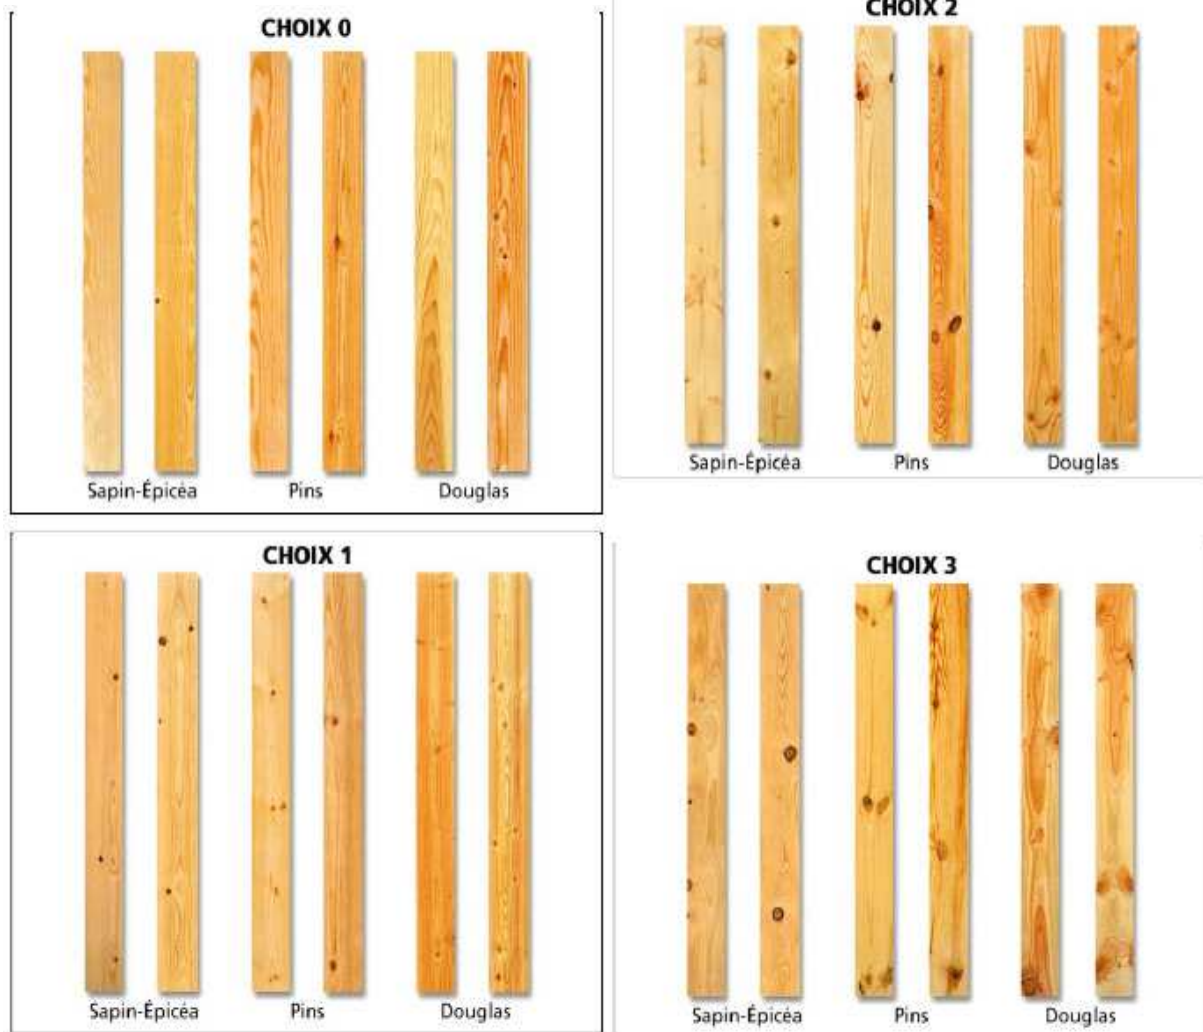 CHOIX 0
Sapin-Épicéa Pins Douglas
CHOIX 2
Sapin-Épicéa Pins Douglas
CHOIX 1
Sapin-Épicéa Pins Douglas
CHOIX 3
Sapin-Épicéa Pins Douglas